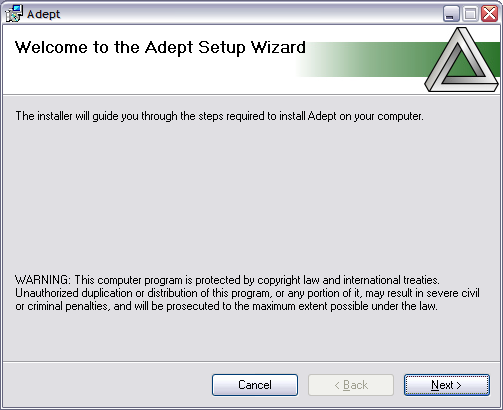 Adept
Welcome to the Adept Setup Wizard
The installer will guide you through the steps required to install Adept on your computer.
WARNING: This computer program is protected by copyright law and international treaties.
Unauthorized duplication or distribution of this program, or any portion of it, may result in severe civil
or criminal penalties, and will be prosecuted to the maximum extent possible under the law.
Cancel
< Back
Next >